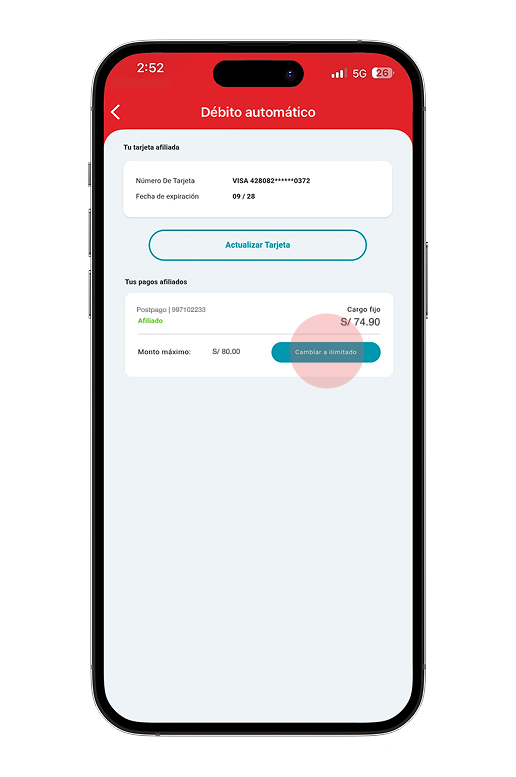 2:52 5G 26
Débito automático
Tu tarjeta afiliada
Número De Tarjeta VISA 428082******0372
Fecha de expiración 09 / 28
Actualizar Tarjeta
Tus pagos afiliados
Postpago | 997102233 Cargo fijo
Afiliado S/ 74.90
Monto máximo: S/ 80.00 Cambiar a ilimitado